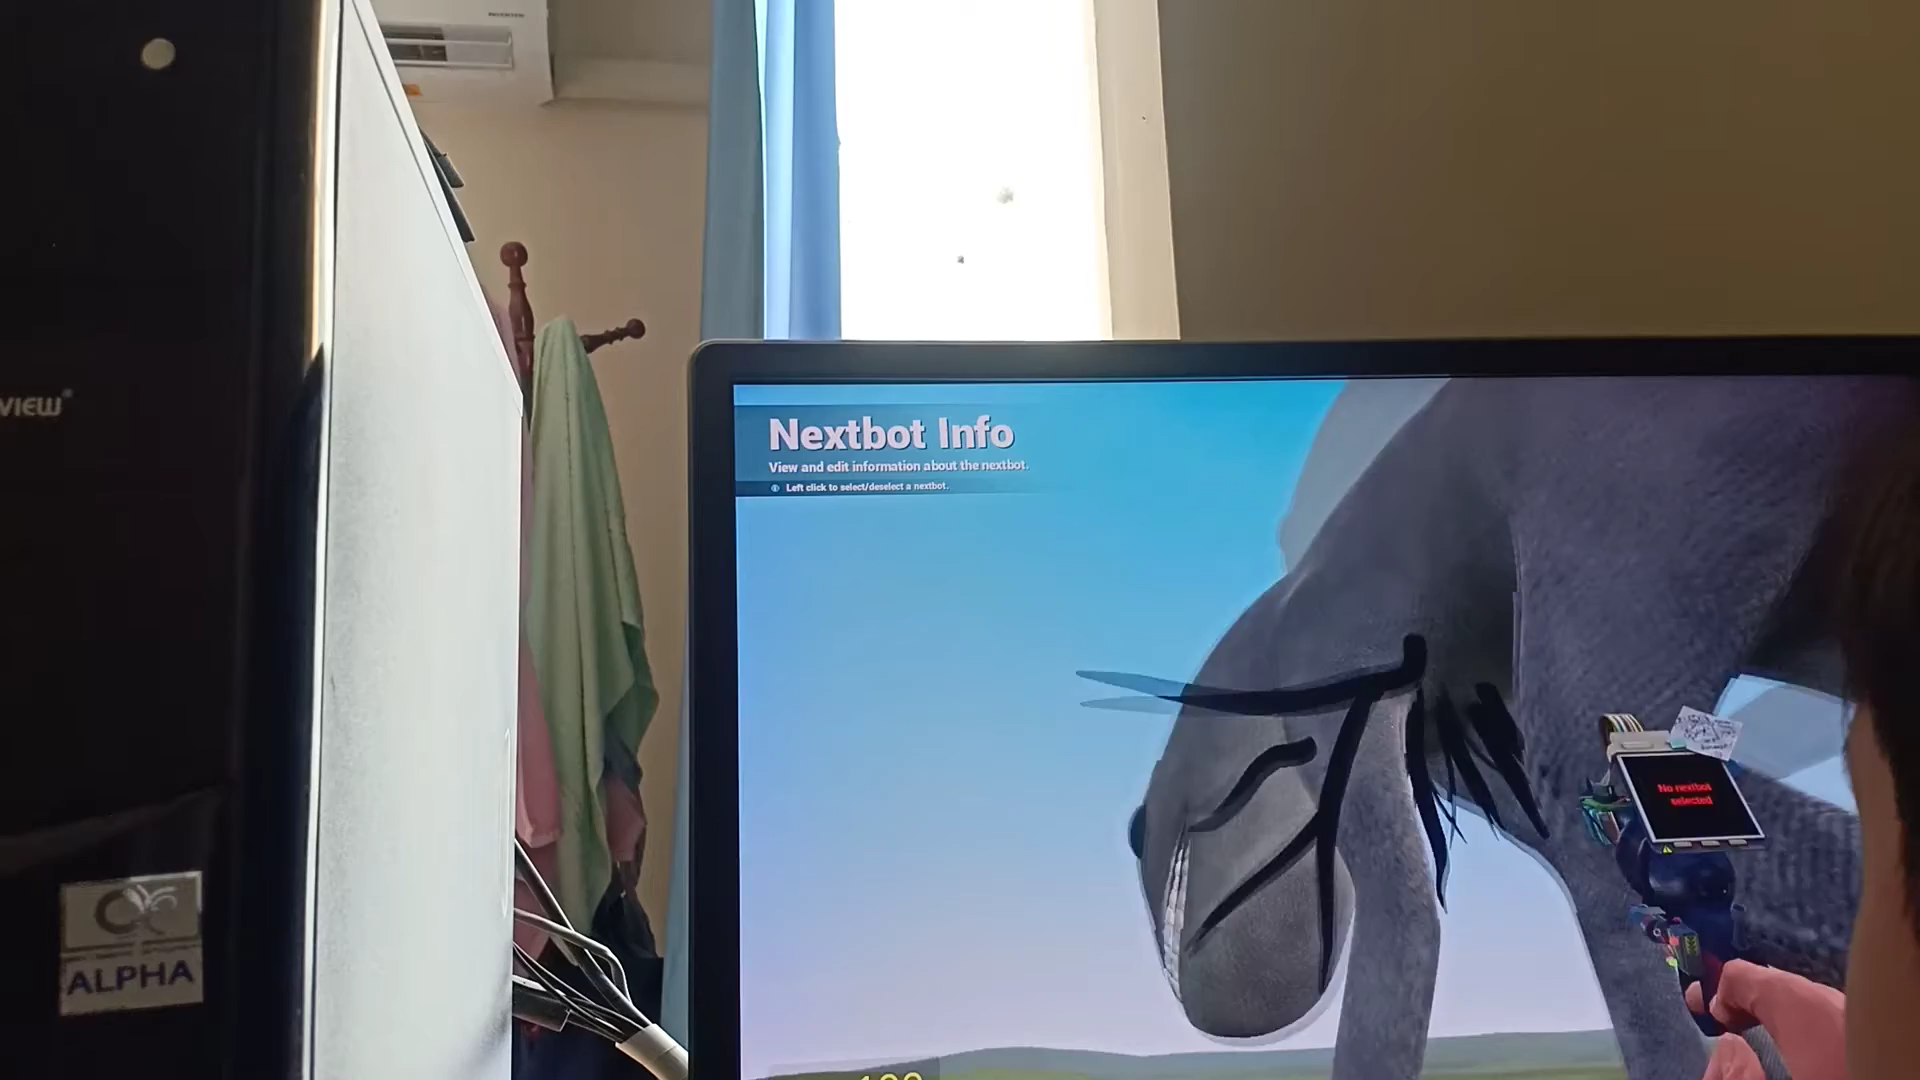 VIEW
ALPHA
Nextbot Info
View and edit information about the nextbot.
Left click to select/deselect a nextbot.
No nextbot
selected